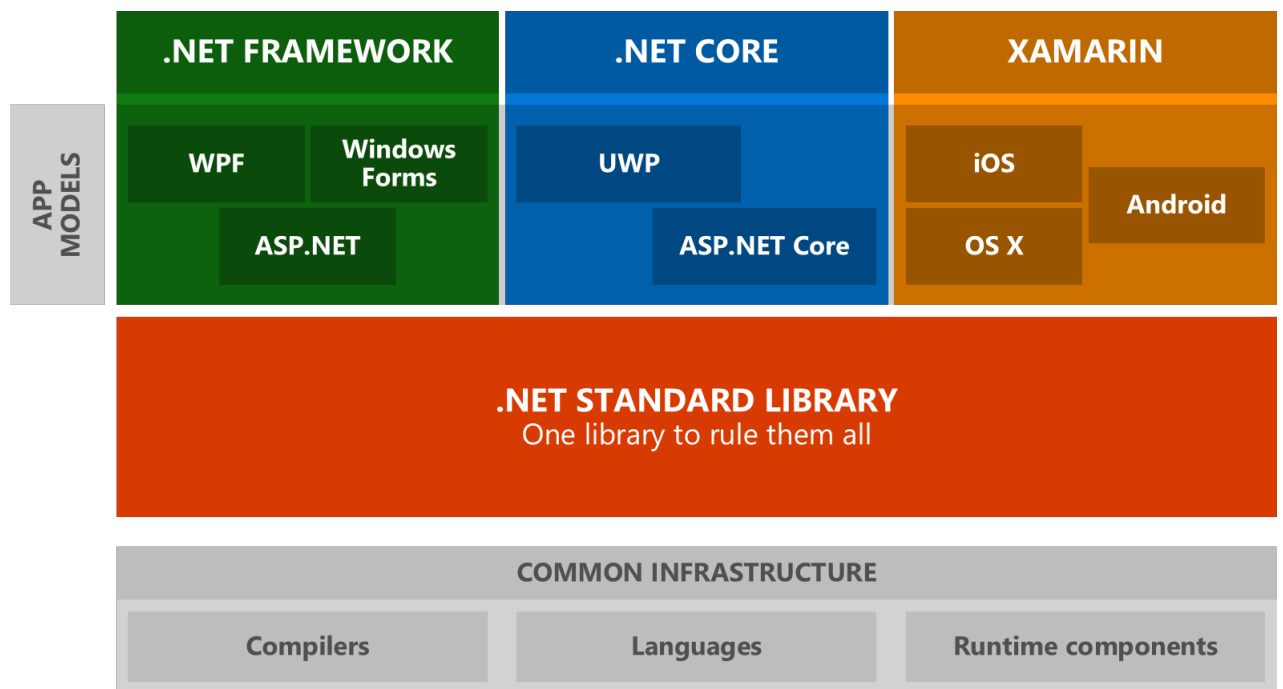 .NET FRAMEWORK
.NET CORE
XAMARIN
APP
MODELS
WPF
Windows
Forms
ASP.NET
UWP
ASP.NET Core
iOS
Android
OS X
.NET STANDARD LIBRARY
One library to rule them all
COMMON INFRASTRUCTURE
Compilers
Languages
Runtime components